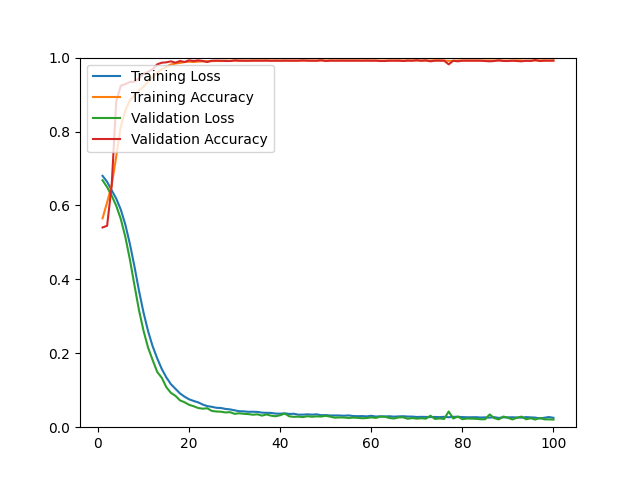 1.0
0.8
0.6
0.4
0.2
0.0
Training Loss
Training Accuracy
Validation Loss
Validation Accuracy
0 20 40 60 80 100